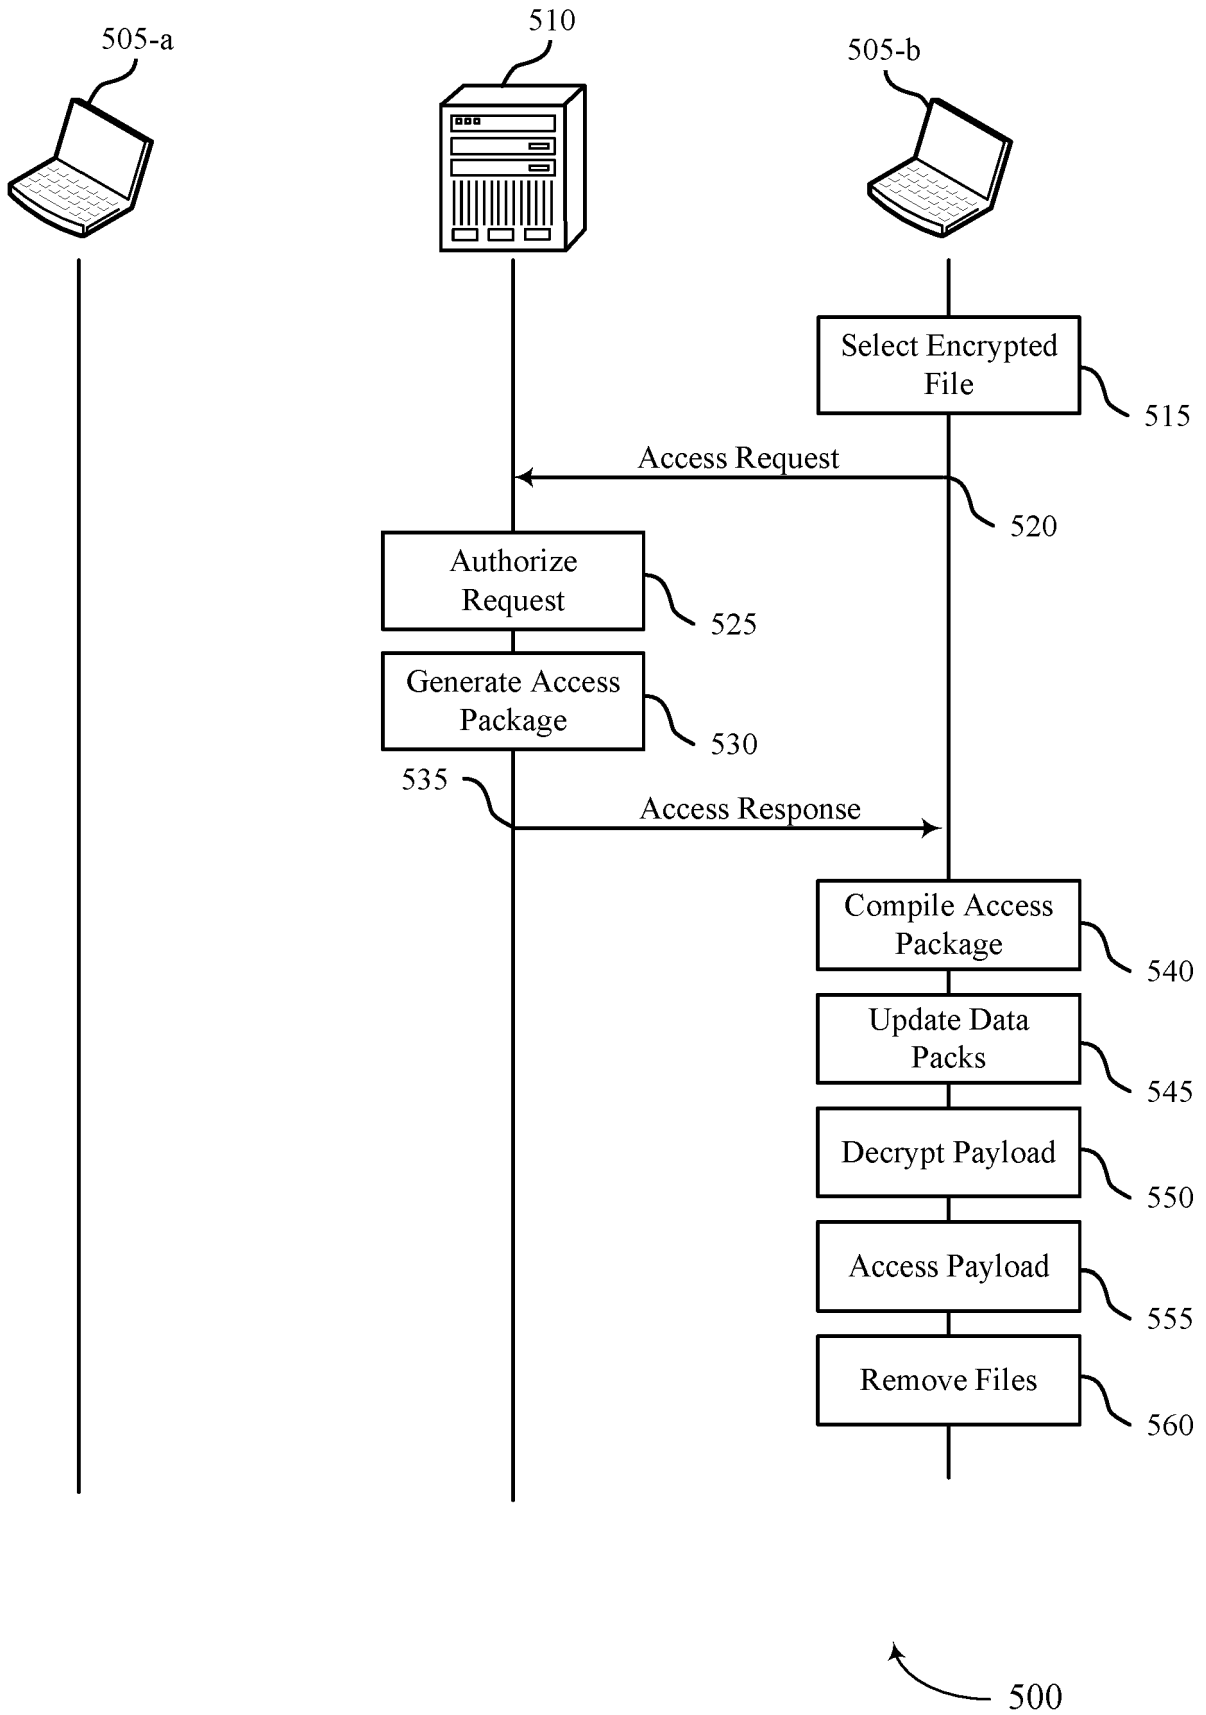 505-a
510
505-b
Select Encrypted
File
515
Access Request
520
Authorize
Request
525
Generate Access
Package
530
535
Access Response
Compile Access
Package
540
Update Data
Packs
545
Decrypt Payload
550
Access Payload
555
Remove Files
560
500